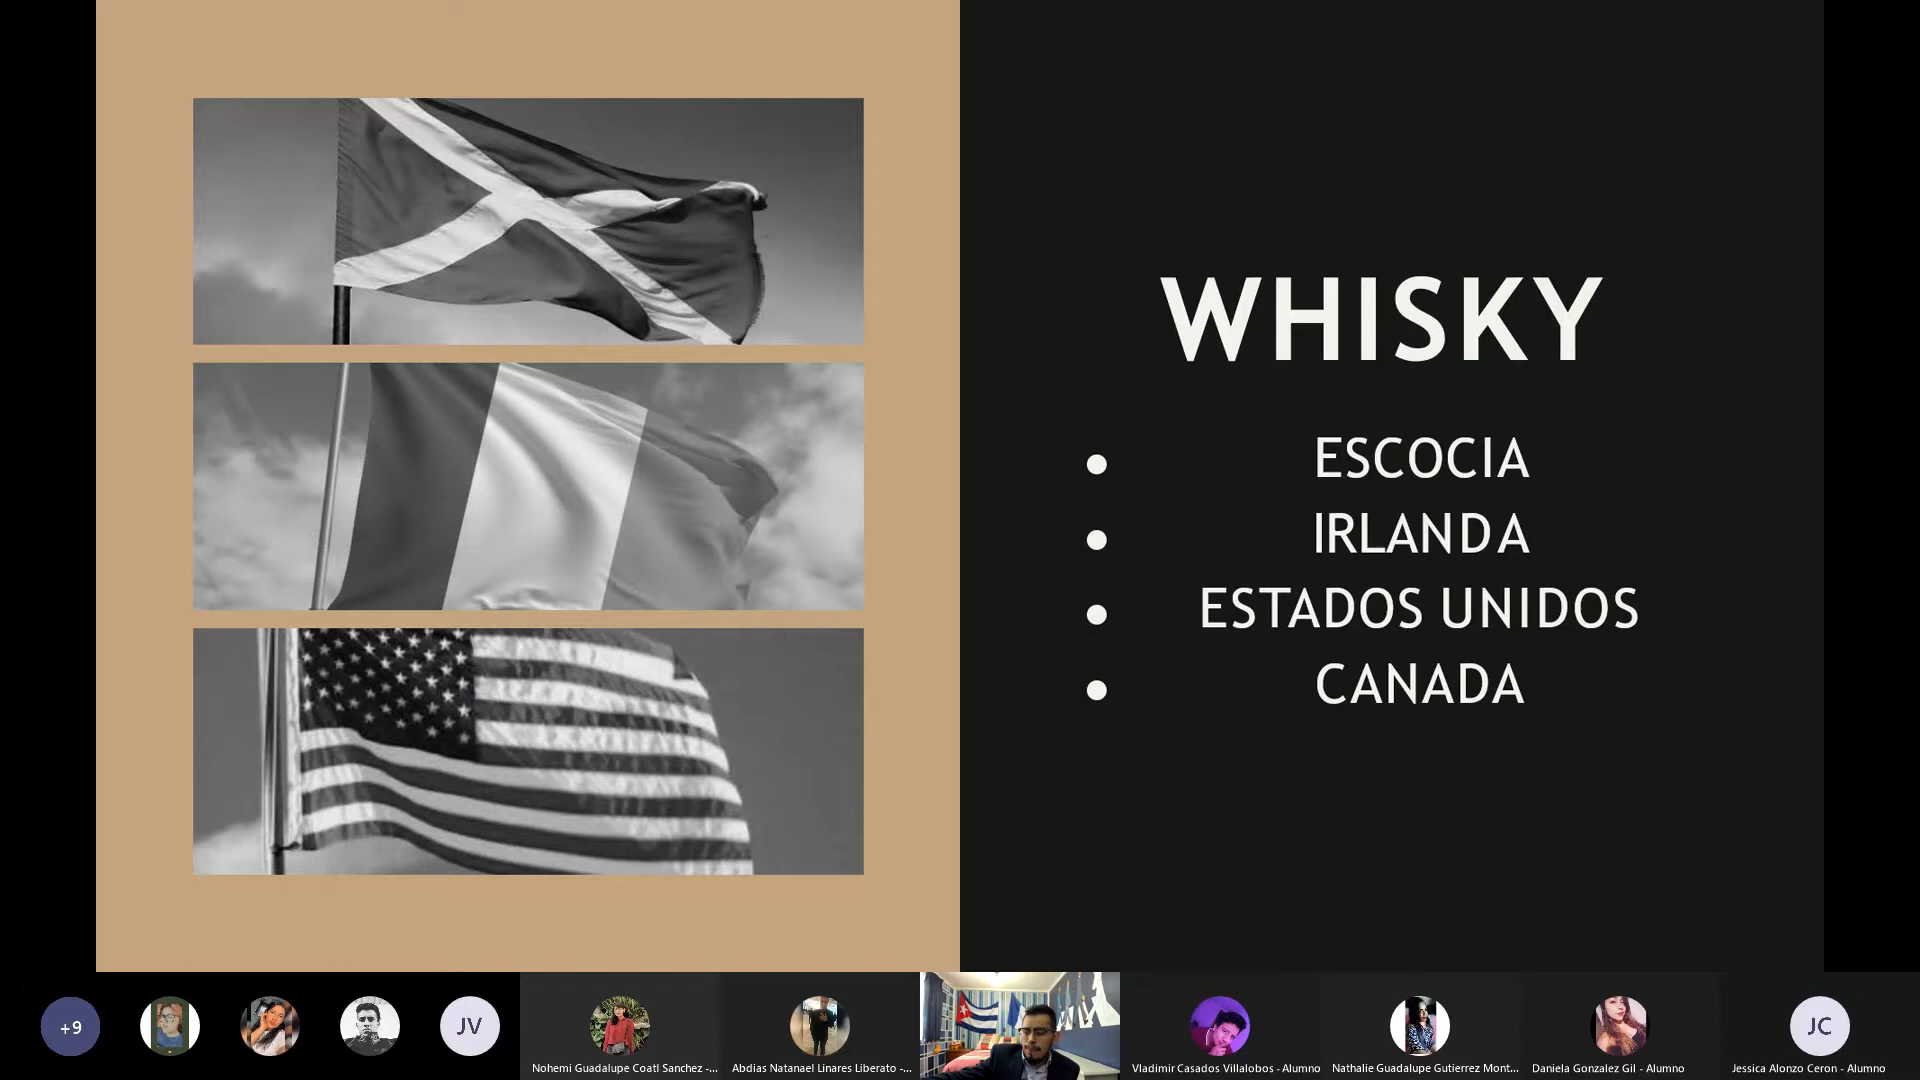 WHISKY
ESCOCIA
IRLANDA
ESTADOS UNIDOS
CANADA
+9
JV
Nohemi Guadalupe Coatl Sanchez -...
Abdias Natanael Linares Liberato -...
Vladimir Casados Villalobos - Alumno
Nathalie Guadalupe Gutierrez Mont...
Daniela Gonzalez Gil - Alumno
JC
Jessica Alonzo Ceron - Alumno